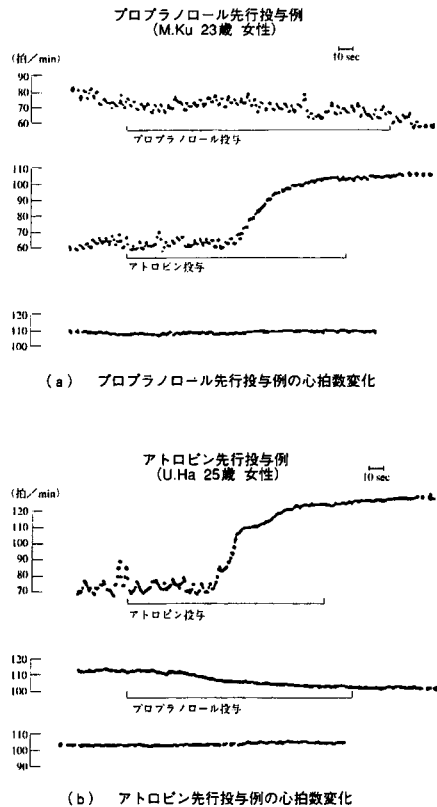 プロプラノロール先行投与例
(M.Ku 23歳 女性)
10 sec
(拍/min)
90
80
70
60
プロプラノロール投与
110
100
90
80
70
60
アトロピン投与
120
110
100
(a) プロプラノロール先行投与例の心拍数変化
アトロピン先行投与例
(U.Ha 25歳 女性)
10 sec
(拍/min)
120
110
100
90
80
70
アトロピン投与
120
110
100
プロプラノロール投与
110
100
90
(b) アトロピン先行投与例の心拍数変化